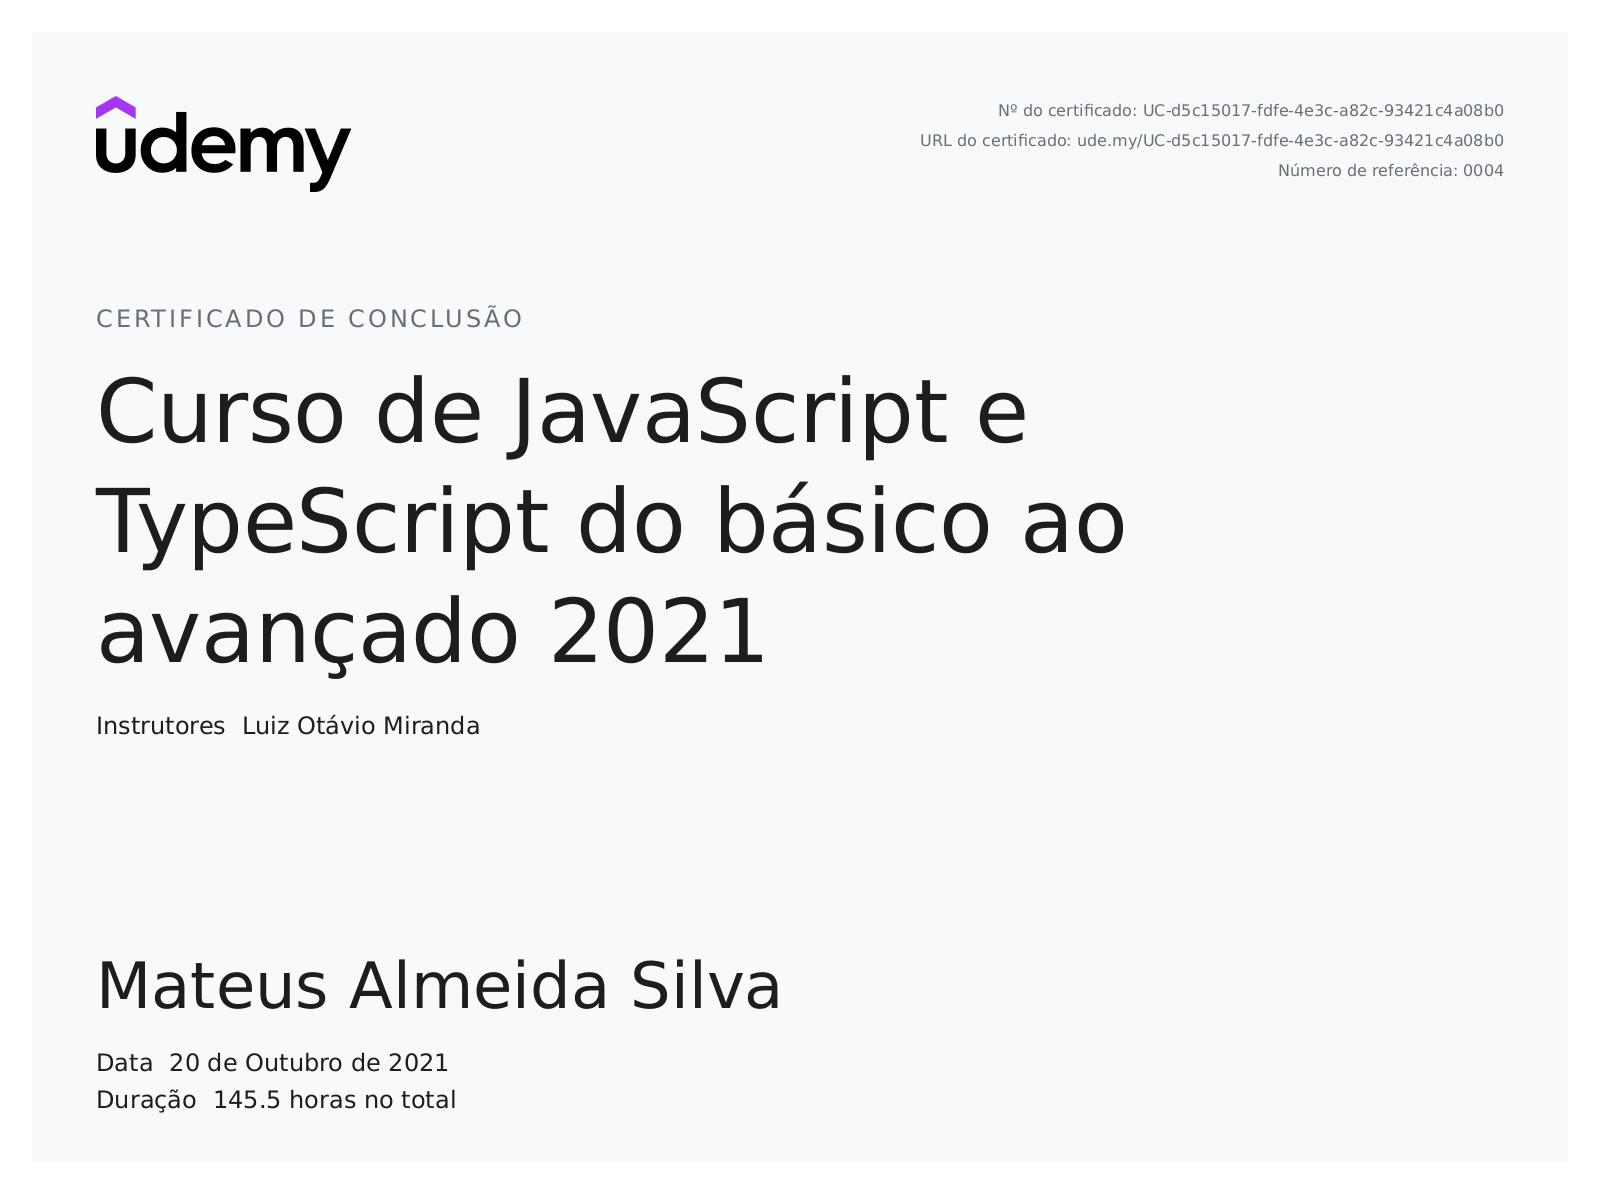 udemy
Nº do certificado: UC-d5c15017-fdfe-4e3c-a82c-93421c4a08b0
URL do certificado: ude.my/UC-d5c15017-fdfe-4e3c-a82c-93421c4a08b0
Número de referência: 0004
CERTIFICADO DE CONCLUSÃO
Curso de JavaScript e
TypeScript do básico ao
avançado 2021
Instrutores Luiz Otávio Miranda
Mateus Almeida Silva
Data 20 de Outubro de 2021
Duração 145.5 horas no total